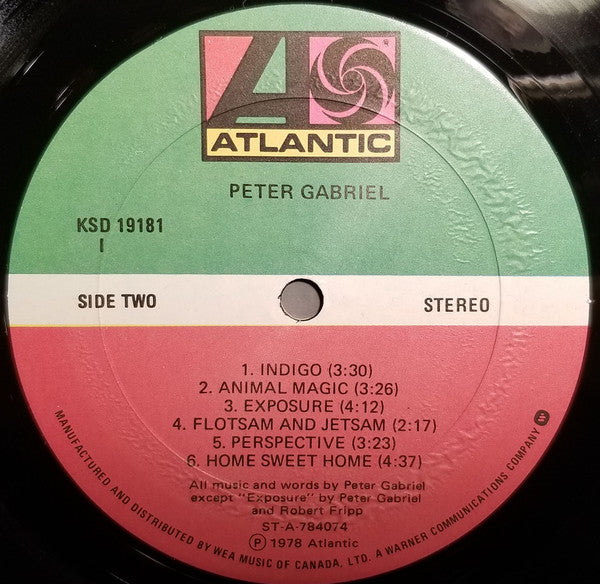 ATLANTIC
PETER GABRIEL
KSD 19181
I
SIDE TWO
STEREO
1. INDIGO (3:30)
2. ANIMAL MAGIC (3:26)
3. EXPOSURE (4:12)
4. FLOTSAM AND JETSAM (2:17)
5. PERSPECTIVE (3:23)
6. HOME SWEET HOME (4:37)
All music and words by Peter Gabriel
except "Exposure" by Peter Gabriel
and Robert Fripp
ST-A-784074
Ⓟ 1978 Atlantic
MANUFACTURED AND DISTRIBUTED BY WEA MUSIC OF CANADA, LTD. A WARNER COMMUNICATIONS COMPANY